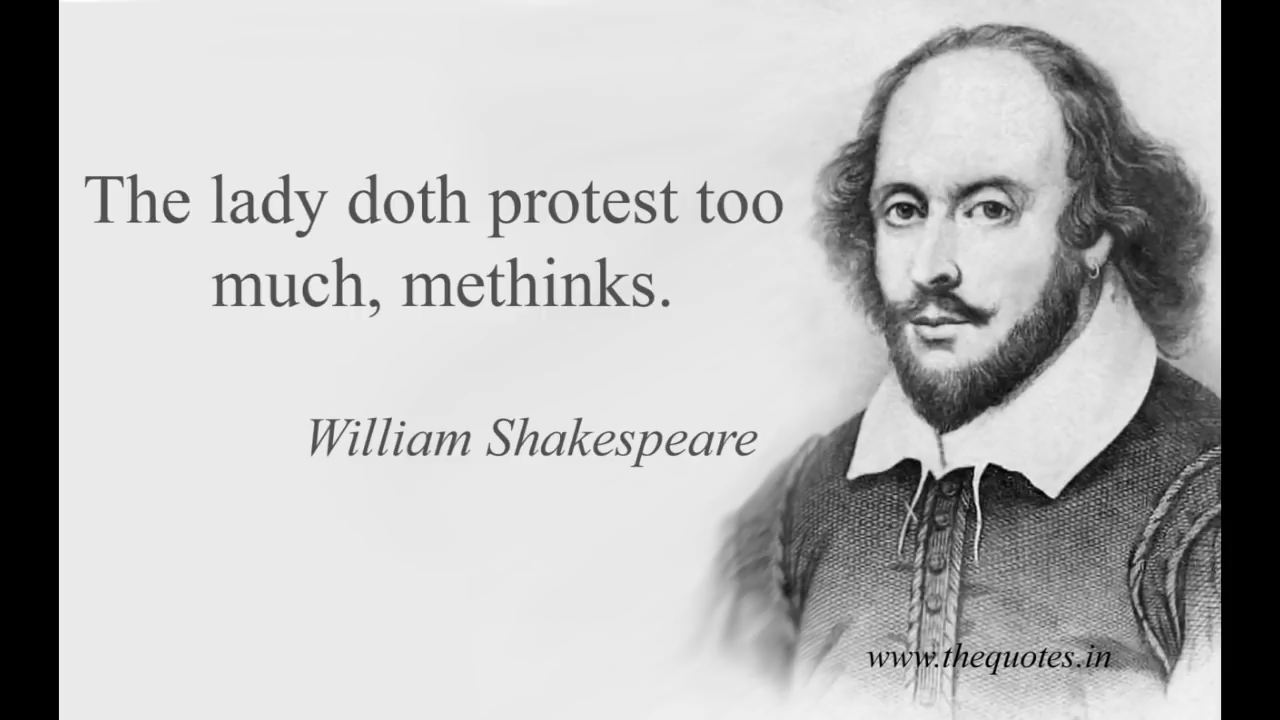 The lady doth protest too
much, methinks.
William Shakespeare
www.thequotes.in